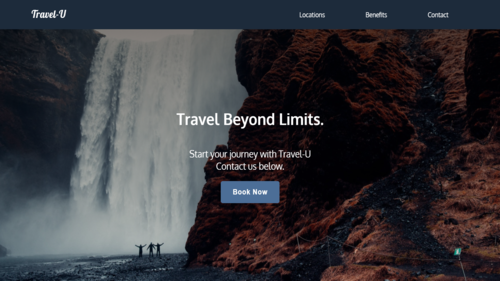 Travel-U
Locations
Benefits
Contact
Travel Beyond Limits.
Start your journey with Travel-U
Contact us below.
Book Now